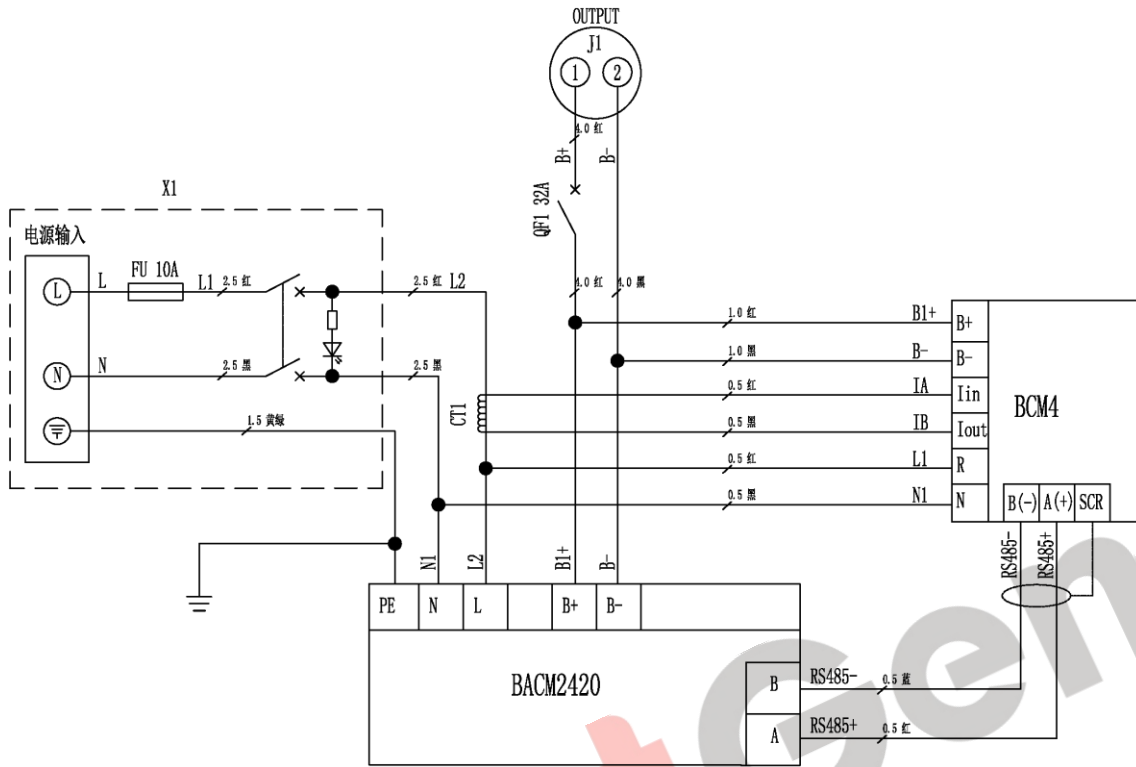 OUTPUT
J1
1
2
4.0 红
B+
B-
QF1 32A
4.0 红
4.0 黑
X1
电源输入
L
L
FU 10A
L1
2.5 红
2.5 红
L2
N
N
2.5 黑
2.5 黑
1.5 黄绿
CT1
1.0 红
B1+
B+
1.0 黑
B-
B-
0.5 红
IA
Iin
0.5 黑
IB
Iout
0.5 红
L1
R
0.5 黑
N1
N
BCM4
B(-)
A(+)
SCR
RS485-
RS485+
N1
L2
B1+
B-
PE
N
L
B+
B-
BACM2420
B
RS485-
0.5 蓝
A
RS485+
0.5 红
Gen